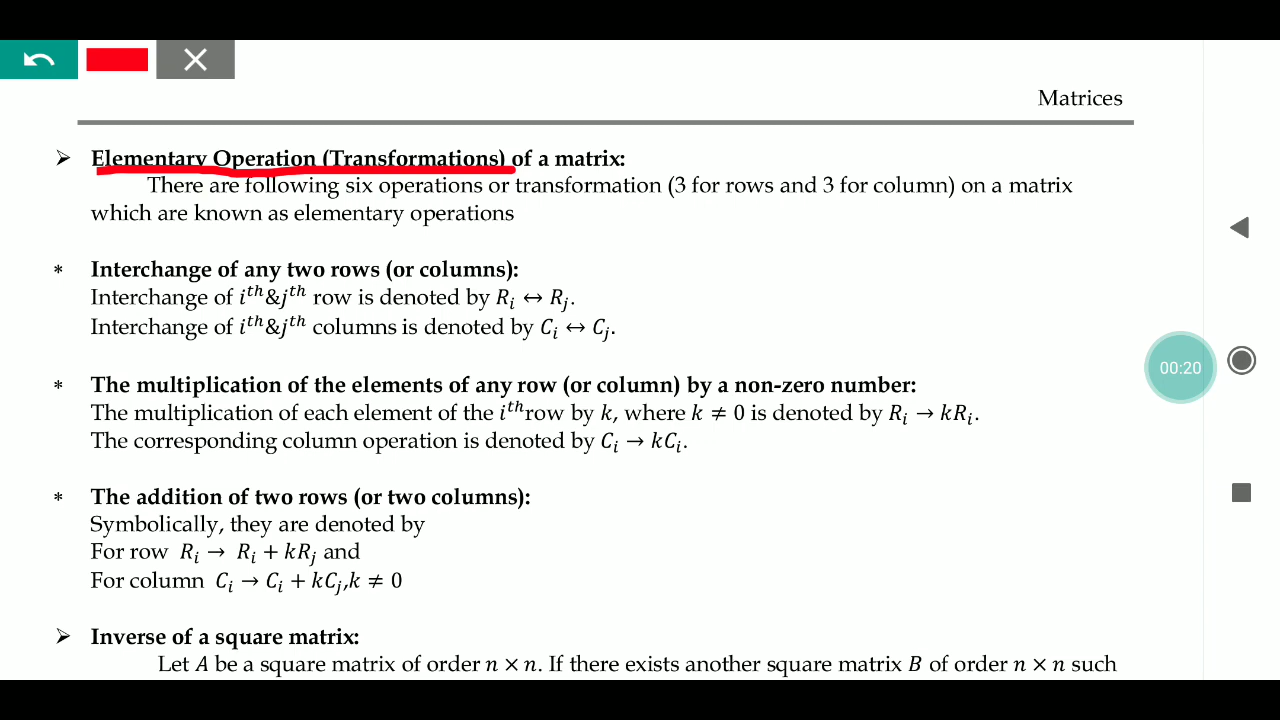 Matrices
➢ Elementary Operation (Transformations) of a matrix:
There are following six operations or transformation (3 for rows and 3 for column) on a matrix
which are known as elementary operations
* Interchange of any two rows (or columns):
Interchange of i^{th}&j^{th} row is denoted by R_i ↔ R_j.
Interchange of i^{th}&j^{th} columns is denoted by C_i ↔ C_j.
* The multiplication of the elements of any row (or column) by a non-zero number:
The multiplication of each element of the i^{th}row by k, where k ≠ 0 is denoted by R_i → kR_i.
The corresponding column operation is denoted by C_i → kC_i.
00:20
* The addition of two rows (or two columns):
Symbolically, they are denoted by
For row R_i → R_i + kR_j and
For column C_i → C_i + kC_j,k ≠ 0
➢ Inverse of a square matrix:
Let A be a square matrix of order n × n. If there exists another square matrix B of order n × n such